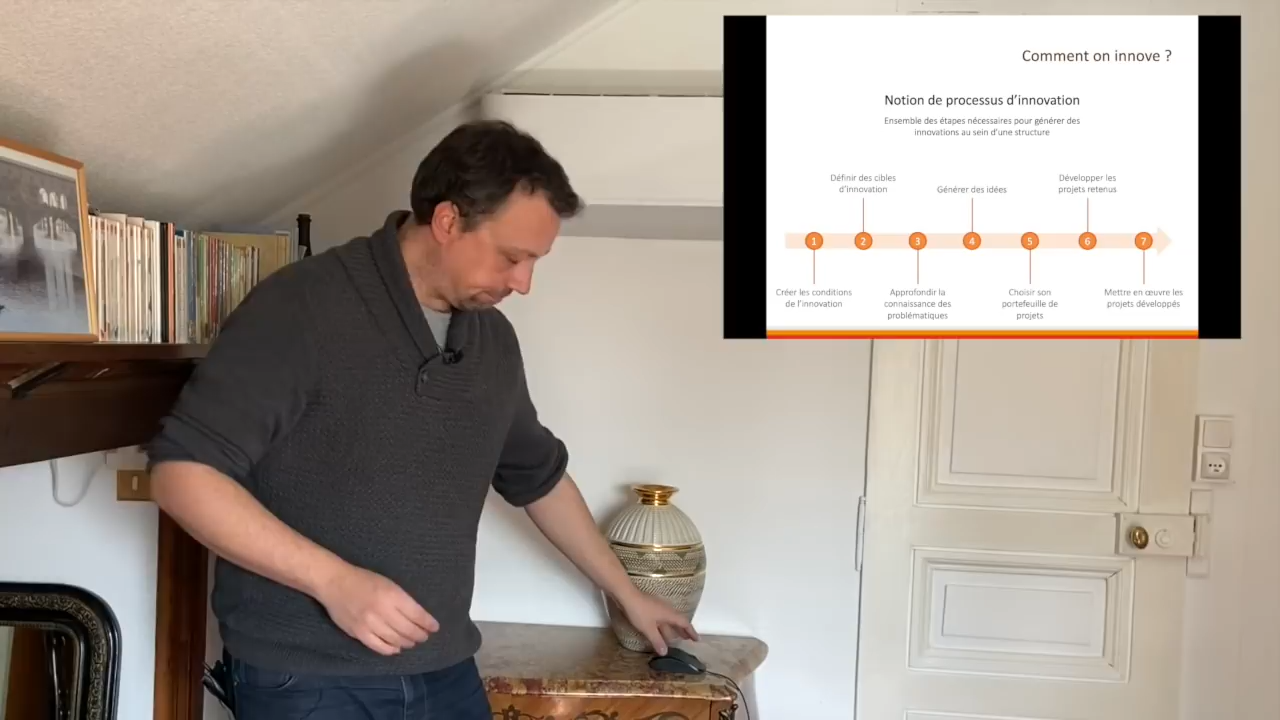 Comment on innove ?
Notion de processus d’innovation
Ensemble des étapes nécessaires pour générer des
innovations au sein d’une structure
Définir des cibles
d’innovation
Générer des idées
Développer les
projets retenus
1 2 3 4 5 6 7
Créer les conditions
de l’innovation
Approfondir la
connaissance des
problématiques
Choisir son
portefeuille de
projets
Mettre en œuvre les
projets développés